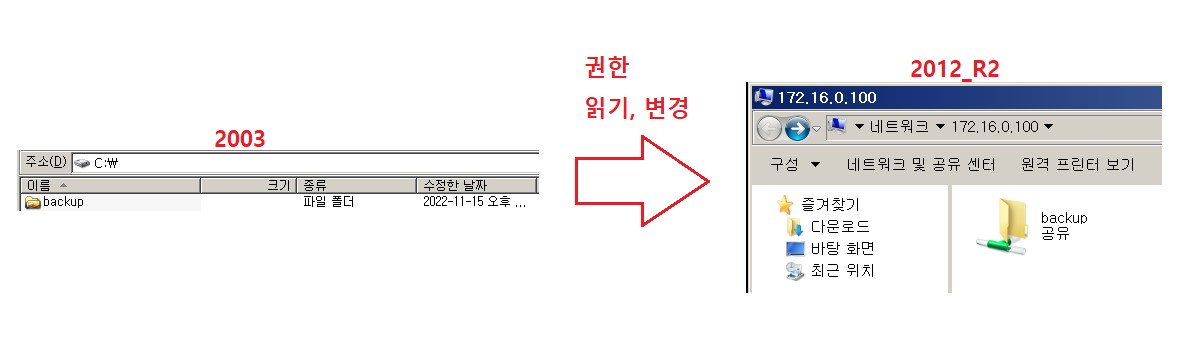 2003
주소(D) C:\
이름 크기 종류 수정한 날짜
backup 파일 폴더 2022-11-15 오후 ...
권한
읽기, 변경
2012_R2
172.16.0.100
네트워크 172.16.0.100
구성 네트워크 및 공유 센터 원격 프린터 보기
즐겨찾기
다운로드
바탕 화면
최근 위치
backup
공유